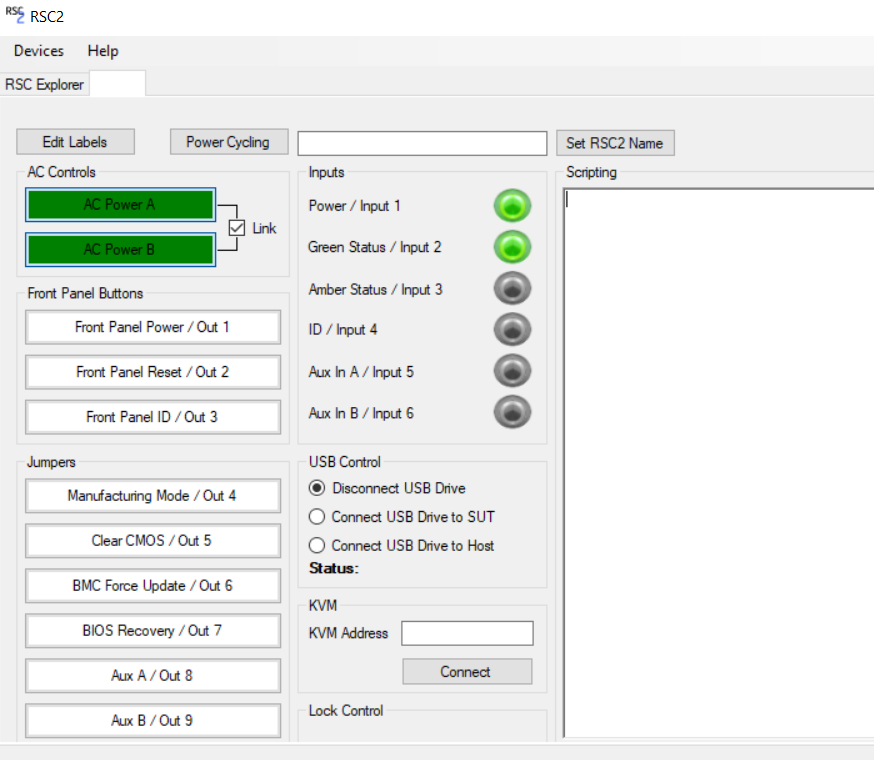 RSC2 RSC2
Devices Help
RSC Explorer
Edit Labels Power Cycling Set RSC2 Name
AC Controls
AC Power A
AC Power B
Link
Front Panel Buttons
Front Panel Power / Out 1
Front Panel Reset / Out 2
Front Panel ID / Out 3
Jumpers
Manufacturing Mode / Out 4
Clear CMOS / Out 5
BMC Force Update / Out 6
BIOS Recovery / Out 7
Aux A / Out 8
Aux B / Out 9
Inputs
Power / Input 1
Green Status / Input 2
Amber Status / Input 3
ID / Input 4
Aux In A / Input 5
Aux In B / Input 6
USB Control
Disconnect USB Drive
Connect USB Drive to SUT
Connect USB Drive to Host
Status:
KVM
KVM Address
Connect
Lock Control
Scripting